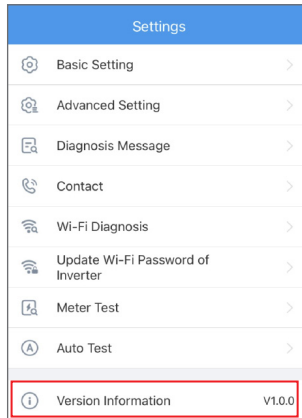 Settings
Basic Setting
Advanced Setting
Diagnosis Message
Contact
Wi-Fi Diagnosis
Update Wi-Fi Password of
Inverter
Meter Test
A Auto Test
i Version Information V1.0.0